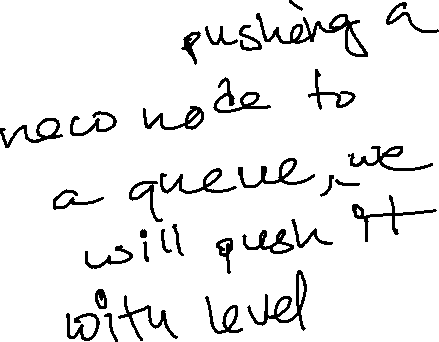 pushing a
new node to
a queue, we
will push it
with level